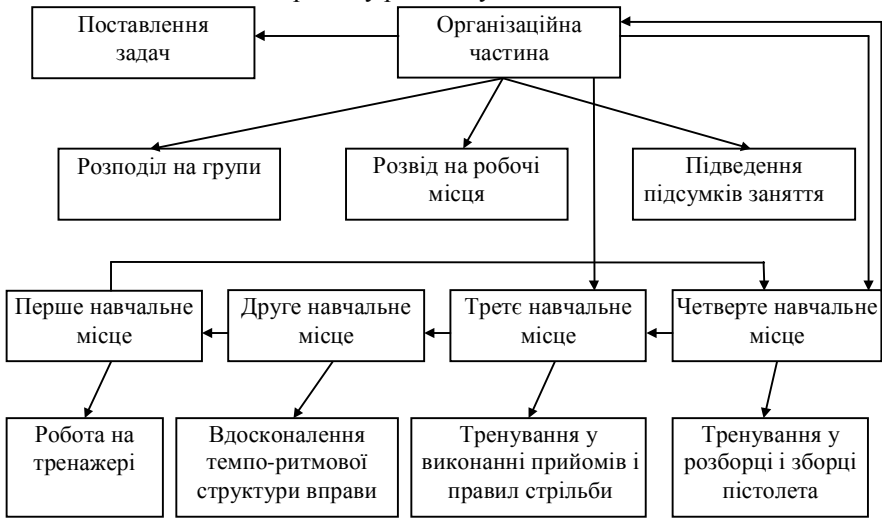 Поставлення
задач
Організаційна
частина
Розподіл на групи
Розвід на робочі
місця
Підведення
підсумків заняття
Перше навчальне
місце
Друге навчальне
місце
Третє навчальне
місце
Четверте навчальне
місце
Робота на
тренажері
Вдосконалення
темпо-ритмової
структури вправи
Тренування у
виконанні прийомів і
правил стрільби
Тренування у
розборці і зборці
пістолета